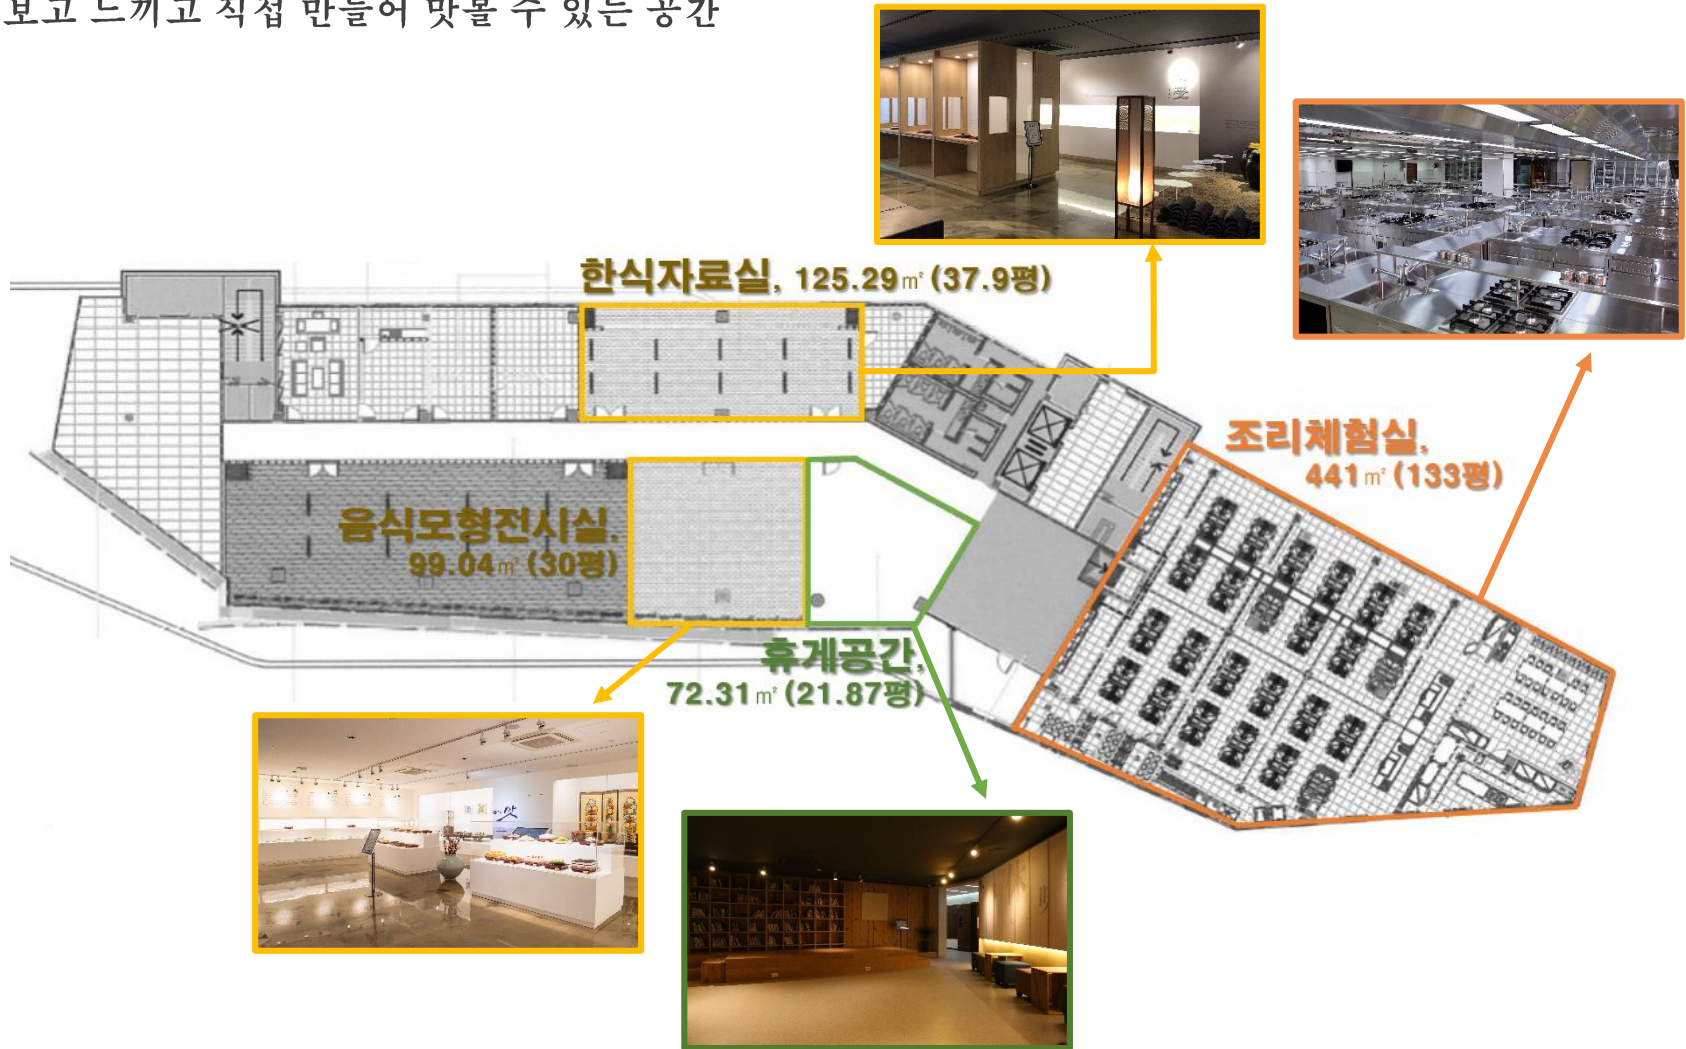 보고 느끼고 직접 만들어 맛볼 수 있는 공간
한식자료실, 125.29㎡ (37.9평)
조리체험실,
441㎡ (133평)
음식모형전시실,
99.04㎡ (30평)
휴게공간,
72.31㎡ (21.87평)
맛